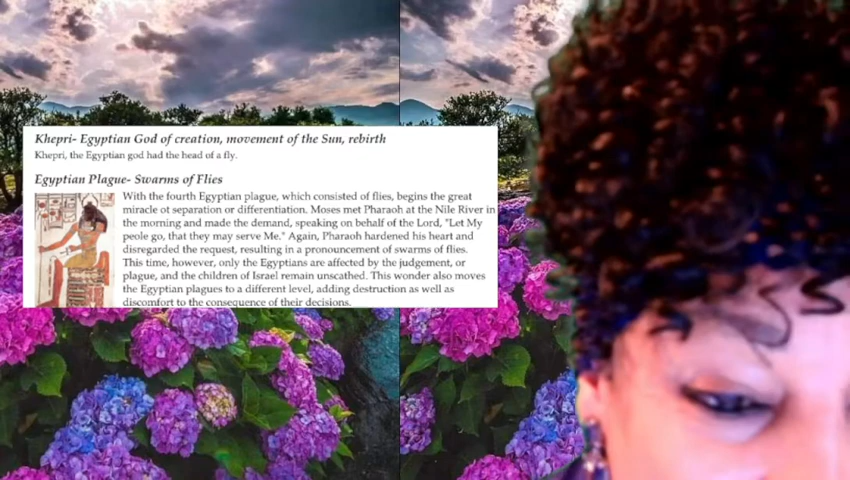 Khepri- Egyptian God of creation, movement of the Sun, rebirth
Khepri, the Egyptian god had the head of a fly.
Egyptian Plague- Swarms of Flies
With the fourth Egyptian plague, which consisted of flies, begins the great
miracle of separation or differentiation. Moses met Pharaoh at the Nile River in
the morning and made the demand, speaking on behalf of the Lord, "Let My
peole go, that they may serve Me." Again, Pharaoh hardened his heart and
disregarded the request, resulting in a pronouncement of swarms of flies.
This time, however, only the Egyptians are affected by the judgement, or
plague, and the children of Israel remain unscathed. This wonder also moves
the Egyptian plagues to a different level, adding destruction as well as
discomfort to the consequence of their decisions.